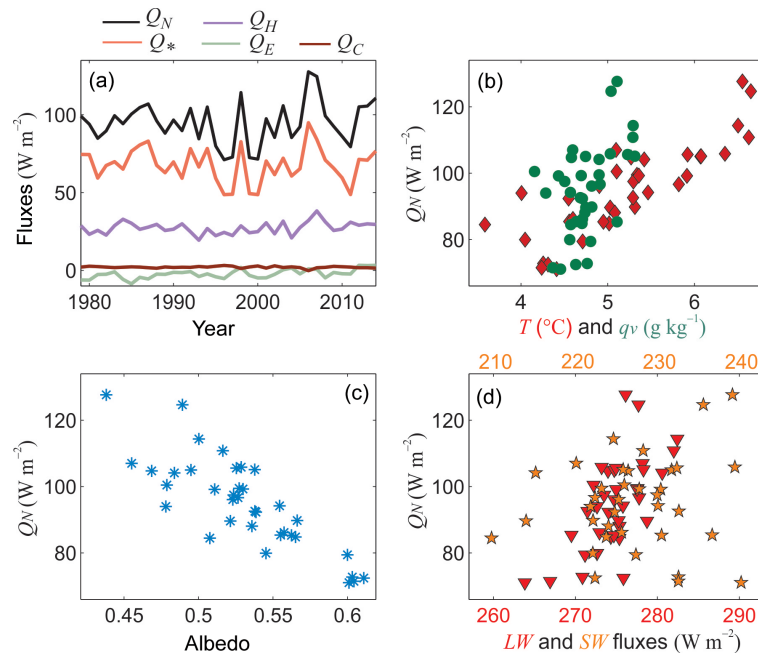 Q_N Q_H
Q_* Q_E Q_C
(a)
Fluxes (W m⁻²)
100
50
0
1980 1990 2000 2010
Year
(b)
Q_N (W m⁻²)
120
100
80
4 5 6
T (°C) and q_v (g kg⁻¹)
(c)
Q_N (W m⁻²)
120
100
80
0.45 0.5 0.55 0.6
Albedo
210 220 230 240
(d)
Q_N (W m⁻²)
120
100
80
260 270 280 290
LW and SW fluxes (W m⁻²)